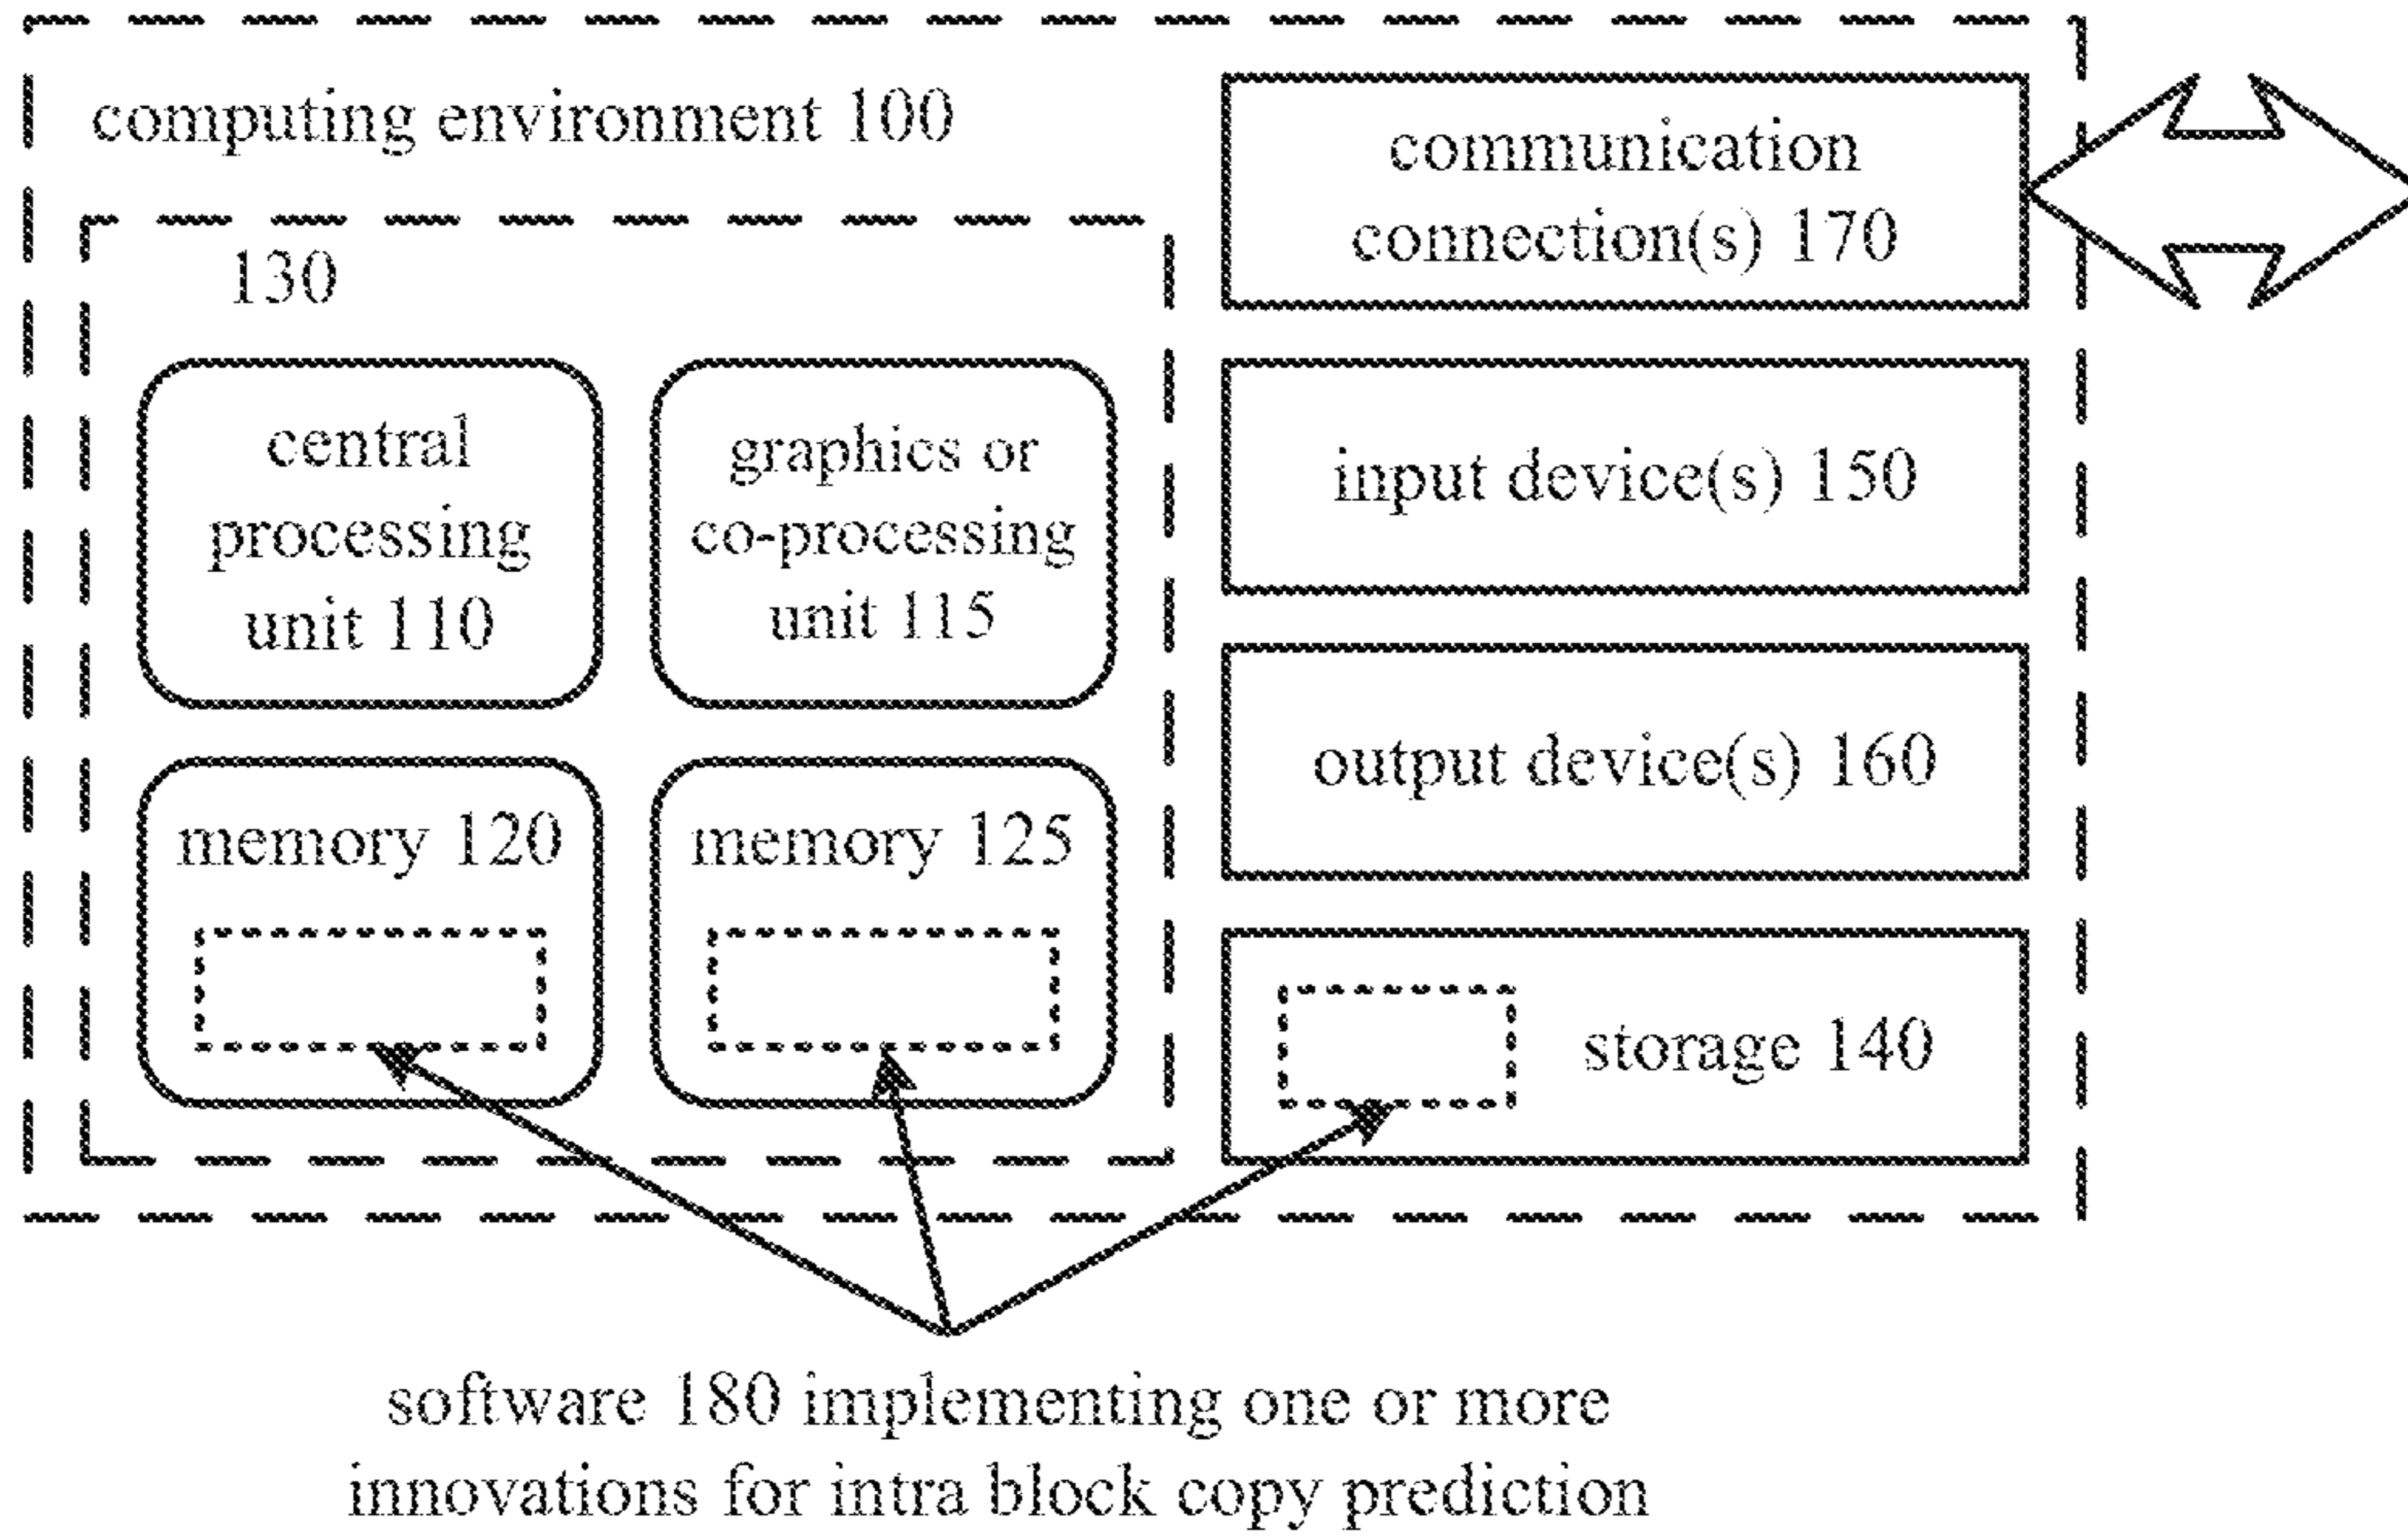 computing environment 100
130
central
processing
unit 110
graphics or
co-processing
unit 115
memory 120
memory 125
communication
connection(s) 170
input device(s) 150
output device(s) 160
storage 140
software 180 implementing one or more
innovations for intra block copy prediction